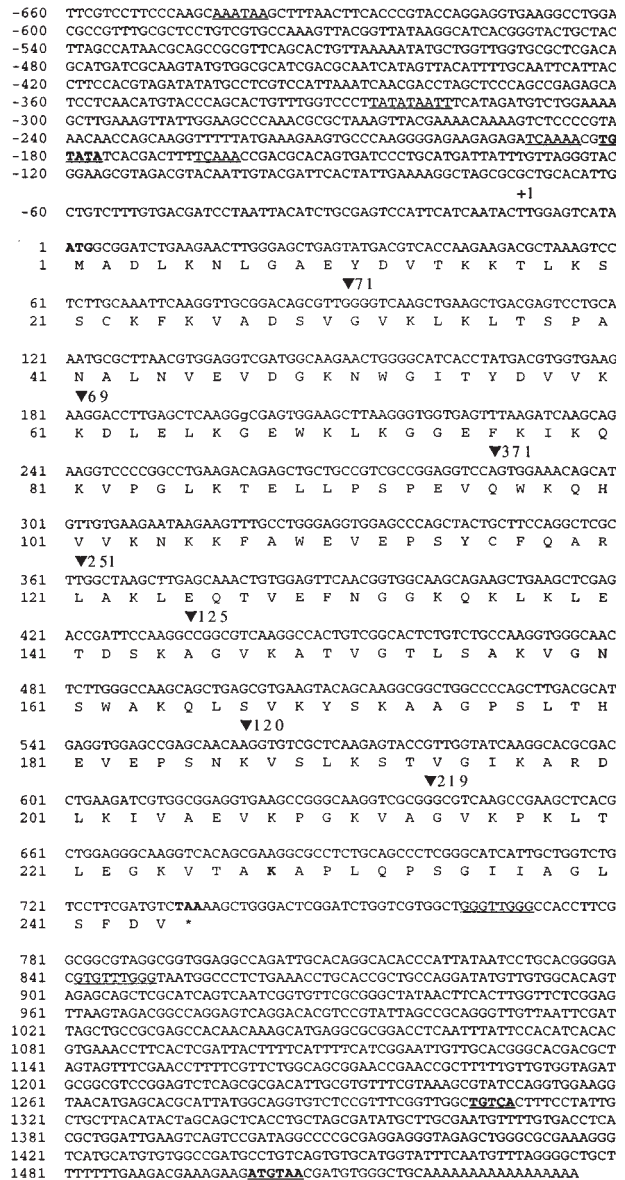 -660 TTCGTCCTTCCCAAGCAAATAAGCTTTAACTTCACCCGTACCAGGAGGTGAAGGCCTGGA
-600 CGCCGTTTGCGCTCCTGTCGTGCCAAAGTTACGGTTATAAGGCATCACGGGTACTGCTAC
-540 TTAGCCATAACGCAGCCGCGTTCAGCACTGTTAAAAATATGCTGGTTGGTGCGCTCGACA
-480 GCATGATCGCAAGTATGTGGCGCATCGACGCAATCATAGTTACATTTTGCAATTCATTAC
-420 CTTCCACGTAGATATATGCCTCGTCCATTAAATCAACGACCTAGCTCCCAGCCGAGAGCA
-360 TCCTCAACATGTACCCAGCACTGTTTGGTCCCTTATATAATTTCATAGATGTCTGGAAAA
-300 GCTTGAAAGTTATTGGAAGCCCAAACCCCGCTAAAGTTACGAAAACAAAAGTCTCCCCGTA
-240 AACAACCAGCAAGGTTTTTATGAAAGAAGTGCCCAAGGGGAGAAGAGAGATCAAAACGTG
-180 TATATCACGACTTTTCAAACCGACGCACAGTGATCCCTGCATGATTATTTGTTAGGGTAC
-120 GGAAGCGTAGACGTACAATTGTACGATTCACTATTGAAAAGGCTAGCGCGCTGCACATTG
+1
-60 CTGTCTTTGTGACGATCCTAATTACATCTGCGAGTCCATTCATCAATACTTGGAGTCATA
1 ATGGCGGATCTGAAGAACTTGGGAGCTGAGTATGACGTCACCAAGAAGACGCTAAAGTCC
1 M A D L K N L G A E Y D V T K K T L K S
▼71
61 TCTTGCAAATTCAAGGTTGCGGACAGCGTTGGGGTCAAGCTGAAGCTGACGAGTCCTGCA
21 S C K F K V A D S V G V K L K L T S P A
121 AATGCGCTTAACGTGGAGGTCGATGGCAAGAACTGGGGCATCACCTATGACGTGGTGAAG
41 N A L N V E V D G K N W G I T Y D V V K
▼69
181 AAGGACCTTGAGCTCAAGGgCGAGTGGAAGCTTAAGGGTGGTGAGTTTAAGATCAAGCAG
61 K D L E L K G E W K L K G G E F K I K Q
▼371
241 AAGGTCCCCGGCCTGAAGACAGAGCTGCTGCCGTCGCCGGAGGTCCAGTGGAAACAGCAT
81 K V P G L K T E L L P S P E V Q W K Q H
301 GTTGTGAAGAATAAGAAGTTTGCCTGGGAGGTGGAGCCCAGCTACTGCTTCCAGGCTCGC
101 V V K N K K F A W E V E P S Y C F Q A R
▼251
361 TTGGCTAAGCTTGAGCAAACTGTGGAGTTCAACGGTGGCAAGCAGAAGCTGAAGCTCGAG
121 L A K L E Q T V E F N G G K Q K L K L E
▼125
421 ACCGATTCCAAGGCCGGCGTCAAGGCCACTGTCGGCACTCTGTCTGCCAAGGTGGGCAAC
141 T D S K A G V K A T V G T L S A K V G N
481 TCTTGGGCCAAGCAGCTGAGCGTGAAGTACAGCAAGGCGGCTGGCCCCAGCTTGACGCAT
161 S W A K Q L S V K Y S K A A G P S L T H
▼120
541 GAGGTGGAGCCGAGCAACAAGGTGTCGCTCAAGAGTACCGTTGGTATCAAGGCACGCGAC
181 E V E P S N K V S L K S T V G I K A R D
▼219
601 CTGAAGATCGTGGCGGAGGTGAAGCCGGGCAAGGTCGCGGGCGTCAAGCCGAAGCTCACG
201 L K I V A E V K P G K V A G V K P K L T
661 CTGGAGGGCAAGGTCACAGCGAAGGCGCCTCTGCAGCCCTCGGGCATCATTGCTGGTCTG
221 L E G K V T A K A P L Q P S G I I A G L
721 TCCTTCGATGTCTAAAAGCTGGGACTCGGATCTGGTCGTGGCTGGGTTGGGCCACCTTCG
241 S F D V *
781 GCGGCGTAGGCGGTGGAGGCCAGATTGCACAGGCACACCCATTATAATCCTGCACGGGGA
841 CGTGTTTGGGTAATGGCCCTCTGAAACCTGCACCGCTGCCAGGATATGTTGTGGCACAGT
901 AGAGCAGCTCGCATCAGTCAATCGGTGTTCGCGGGCTATAACTTCACTTGGTTCTCGGAG
961 TTAAGTAGACGGCCAGGAGTCAGGACACGTCCGTATTAGCCGCAGGGTTGTTAATTCGAT
1021 TAGCTGCCGCGAGCCACAACAAAGCATGAGGCGCGGACCTCAATTTATTCCACATCACAC
1081 GTGAAACCTTCACTCGATTACTTTTCATTTTCATCGGAATTGTTGCACGGGCACGACGCT
1141 AGTAGTTTCGAACCTTTTCGTTCTGGCAGCGGAACCGAACCGCTTTTTGTTGTGGTAGAT
1201 GCGGCGTCCGGAGTCTCAGCGCGACATTGCGTGTTTCGTAAAGCGTATCCAGGTGGAAGG
1261 TAACATGAGCACGCATTATGGCAGGTGTCTCCGTTTCGGTTGGCTGTCACTTTCCTATTG
1321 CTGCTTACATACTaGCAGCTCACCTGCTAGCGATATGCTTGCGAATGTTTTGTGACCTCA
1381 CGCTGGATTGAAGTCAGTCCGATAGGCCCCGCGAGGAGGGTAGAGCTGGGCGCGAAAGGG
1421 TCATGCATGTGTGGCCGATGCCTGTCAGTGTGCATGGTATTTCAATGTTTAGGGGCTGCT
1481 TTTTTTGAAGACGAAAGAAGATGTAACGATGTGGGCTGCAAAAAAAAAAAAAAAAA